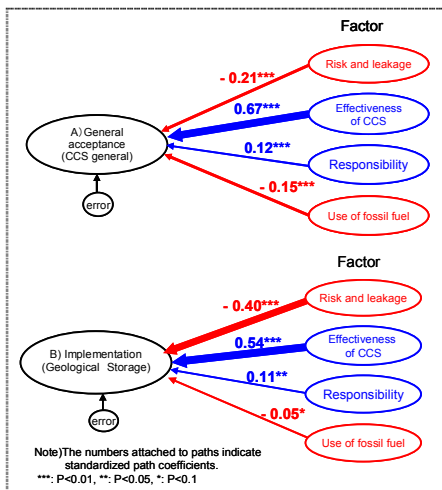 Factor
Risk and leakage
- 0.21***
0.67***
Effectiveness
of CCS
A) General
acceptance
(CCS general)
0.12***
Responsibility
- 0.15***
error
Use of fossil fuel
Factor
Risk and leakage
- 0.40***
0.54***
Effectiveness
of CCS
B) Implementation
(Geological Storage)
0.11**
Responsibility
- 0.05*
error
Use of fossil fuel
Note)The numbers attached to paths indicate
standardized path coefficients.
***: P<0.01, **: P<0.05, *: P<0.1